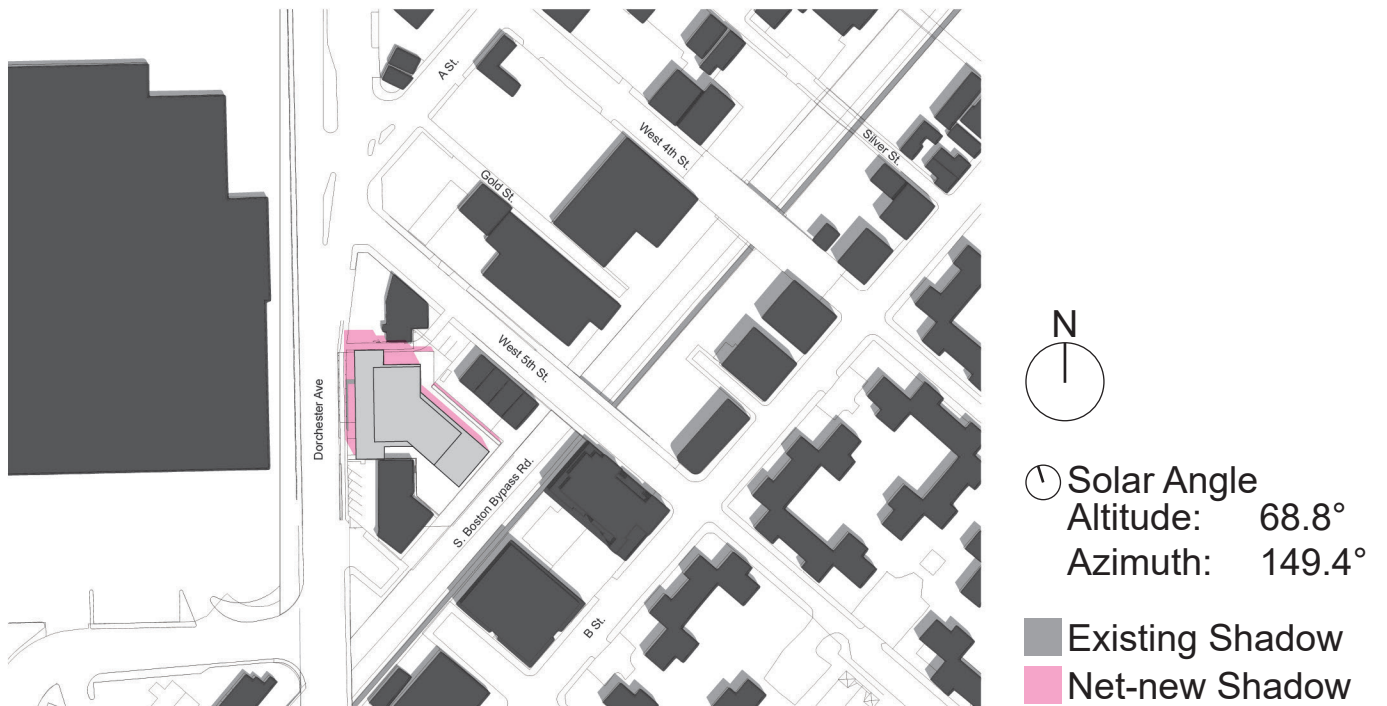 A St.
West 4th St.
Silver St.
Gold St.
West 5th St.
Dorchester Ave
S. Boston Bypass Rd.
B St.
N
Solar Angle
Altitude: 68.8°
Azimuth: 149.4°
Existing Shadow
Net-new Shadow